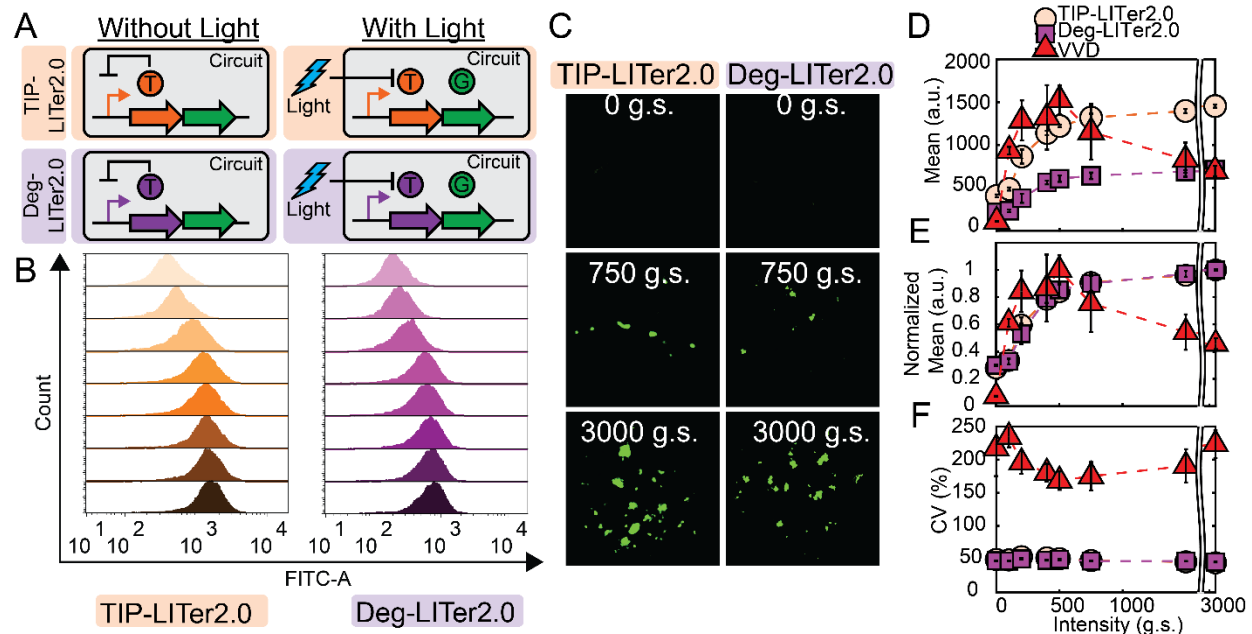 A
Without Light
With Light
TIP-
LITer2.0
Circuit
T
Light
Circuit
T
G
Deg-
LITer2.0
Circuit
T
Light
Circuit
T
G
B
Count
10 1
10 2
10 3
10 4
10 1
10 2
10 3
10 4
FITC-A
TIP-LITer2.0
Deg-LITer2.0
C
TIP-LITer2.0
Deg-LITer2.0
0 g.s.
0 g.s.
750 g.s.
750 g.s.
3000 g.s.
3000 g.s.
D
TIP-LITer2.0
Deg-LITer2.0
VVD
Mean (a.u.)
2000
1500
1000
500
0
E
Normalized
Mean (a.u.)
1
0.8
0.6
0.4
0.2
0
F
CV (%)
250
200
150
100
50
0
0
500
1000
3000
Intensity (g.s.)